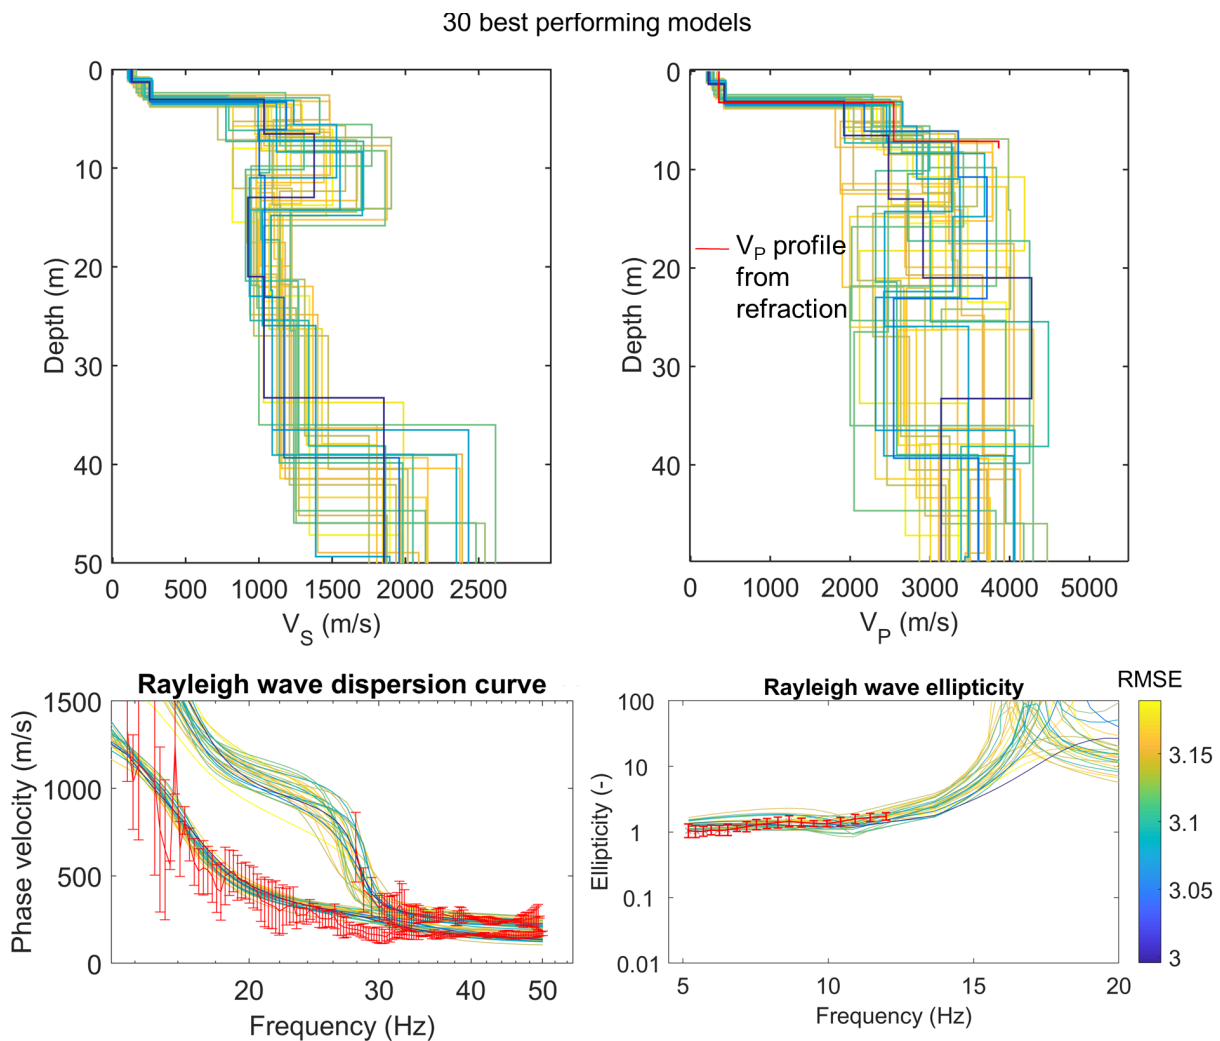 30 best performing models
0
10
20
30
40
50
Depth (m)
0
500
1000
1500
2000
2500
V_S (m/s)
0
10
20
30
40
Depth (m)
0
1000
2000
3000
4000
5000
V_P (m/s)
V_P profile
from
refraction
Rayleigh wave dispersion curve
1500
1000
500
0
Phase velocity (m/s)
20
30
40
50
Frequency (Hz)
Rayleigh wave ellipticity
100
10
1
0.1
0.01
Ellipticity (-)
5
10
15
20
Frequency (Hz)
RMSE
3.15
3.1
3.05
3